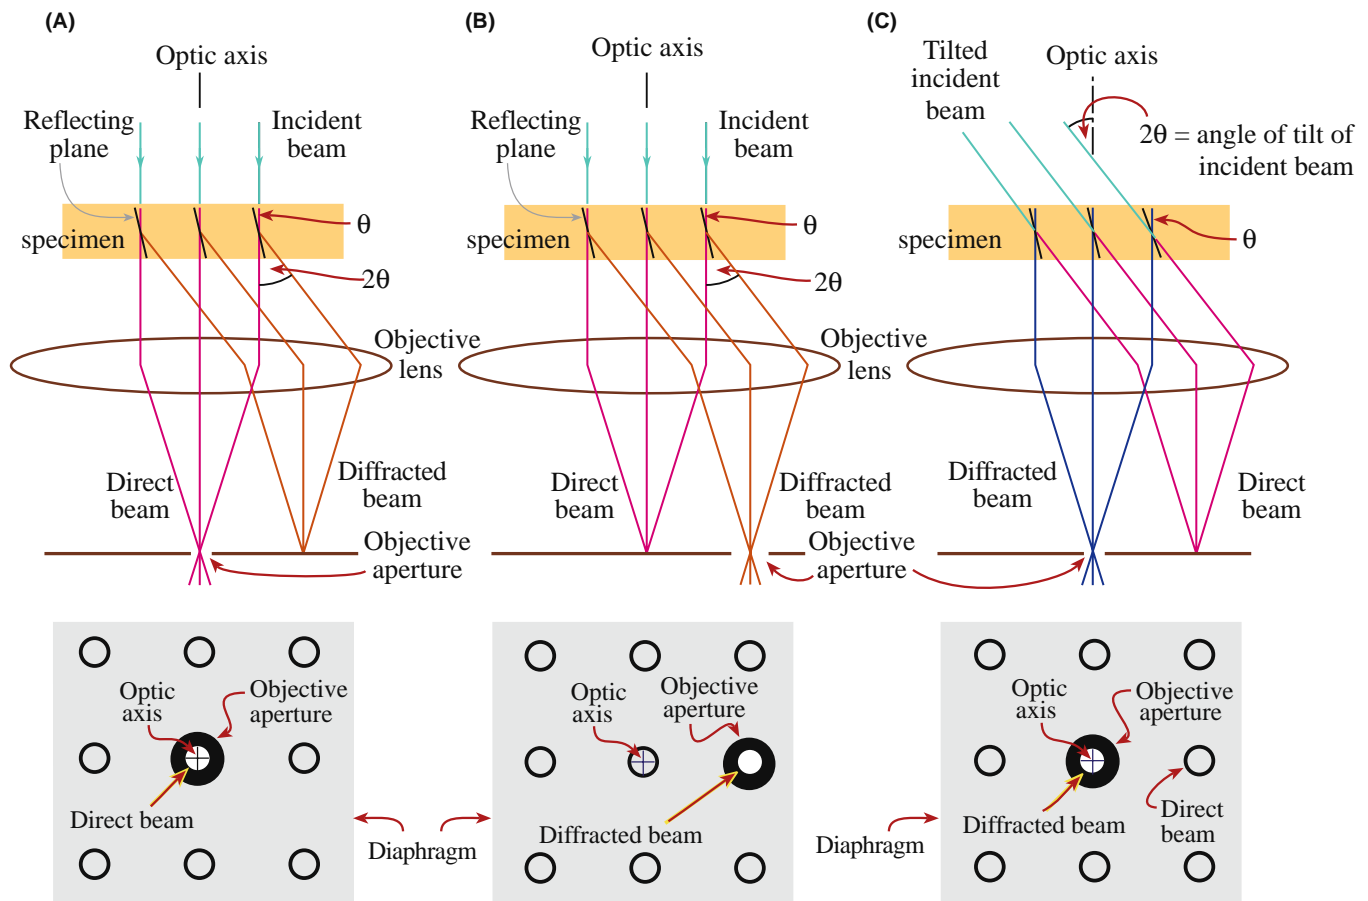 (A)
Optic axis
Reflecting
plane
Incident
beam
specimen
θ
2θ
Objective
lens
Direct
beam
Diffracted
beam
Objective
aperture
Optic
axis
Objective
aperture
Direct beam
(B)
Optic axis
Reflecting
plane
Incident
beam
specimen
θ
2θ
Objective
lens
Direct
beam
Diffracted
beam
Objective
aperture
Optic
axis
Objective
aperture
Diffracted beam
Diaphragm
(C)
Tilted
incident
beam
Optic axis
2θ = angle of tilt of
incident beam
specimen
θ
Diffracted
beam
Direct
beam
Optic
axis
Objective
aperture
Diffracted beam
Direct
beam
Diaphragm